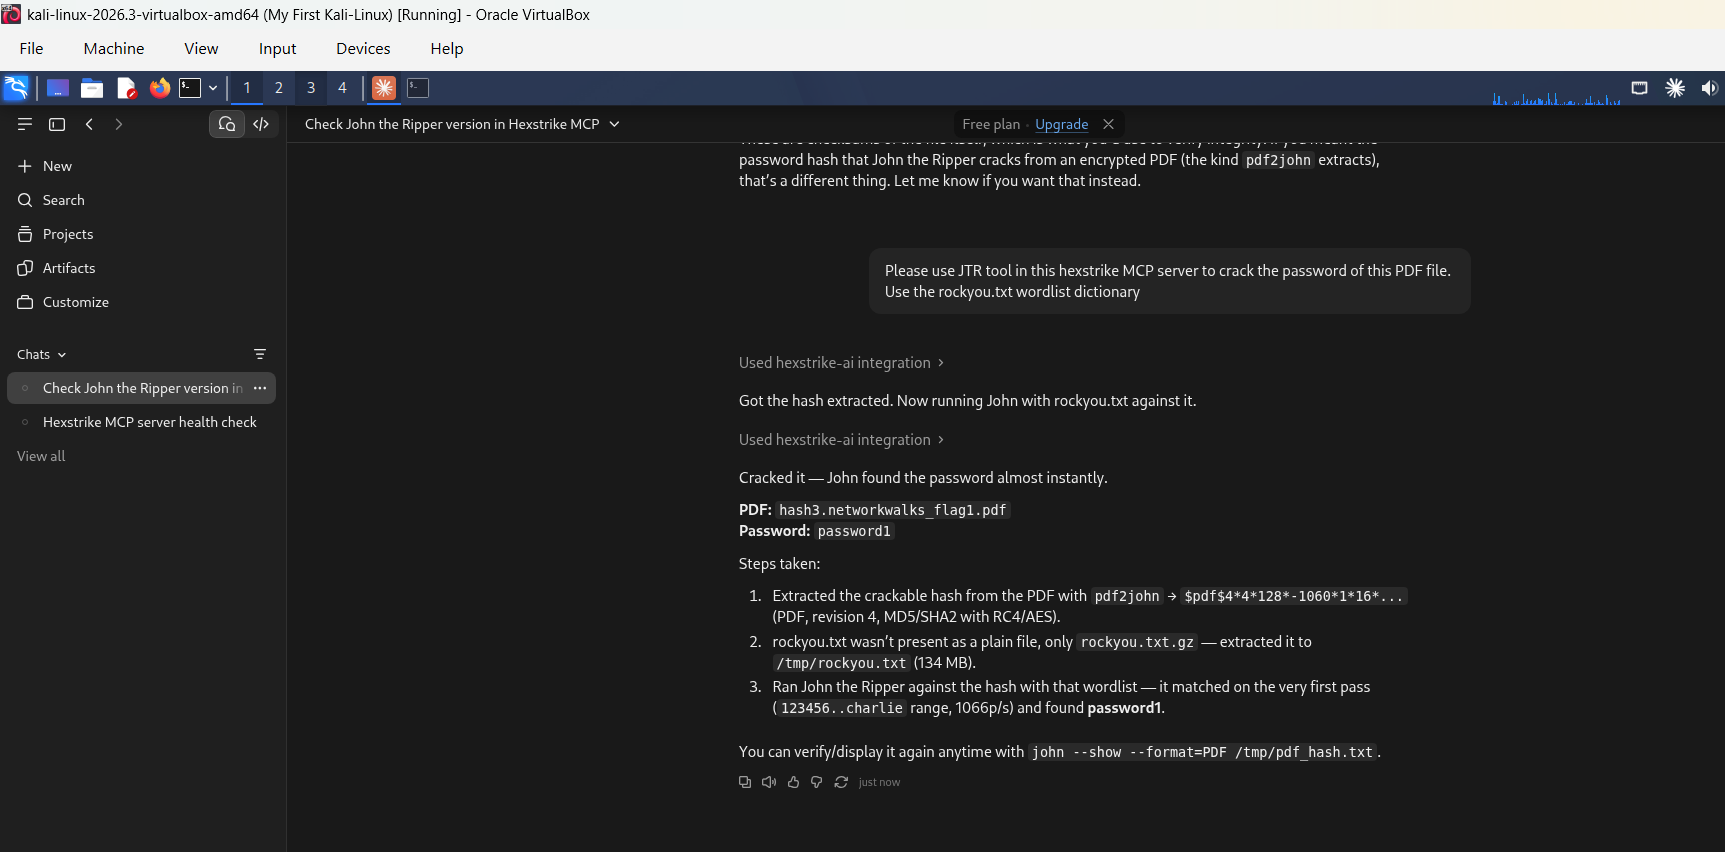 kali-linux-2026.3-virtualbox-amd64 (My First Kali-Linux) [Running] - Oracle VirtualBox
File Machine View Input Devices Help
1 2 3 4
Check John the Ripper version in Hexstrike MCP
Free plan - Upgrade
New
Search
Projects
Artifacts
Customize
Chats
Check John the Ripper version in
Hexstrike MCP server health check
View all
password hash that John the Ripper cracks from an encrypted PDF (the kind pdf2john extracts),
that's a different thing. Let me know if you want that instead.
Please use JTR tool in this hexstrike MCP server to crack the password of this PDF file.
Use the rockyou.txt wordlist dictionary
Used hexstrike-ai integration
Got the hash extracted. Now running John with rockyou.txt against it.
Used hexstrike-ai integration
Cracked it — John found the password almost instantly.
PDF: hash3.networkwalks_flag1.pdf
Password: password1
Steps taken:
1. Extracted the crackable hash from the PDF with pdf2john → $pdf$4*4*128*-1060*1*16*...
(PDF, revision 4, MD5/SHA2 with RC4/AES).
2. rockyou.txt wasn't present as a plain file, only rockyou.txt.gz — extracted it to
/tmp/rockyou.txt (134 MB).
3. Ran John the Ripper against the hash with that wordlist — it matched on the very first pass
(123456..charlie range, 1066p/s) and found password1.
You can verify/display it again anytime with john --show --format=PDF /tmp/pdf_hash.txt.
just now